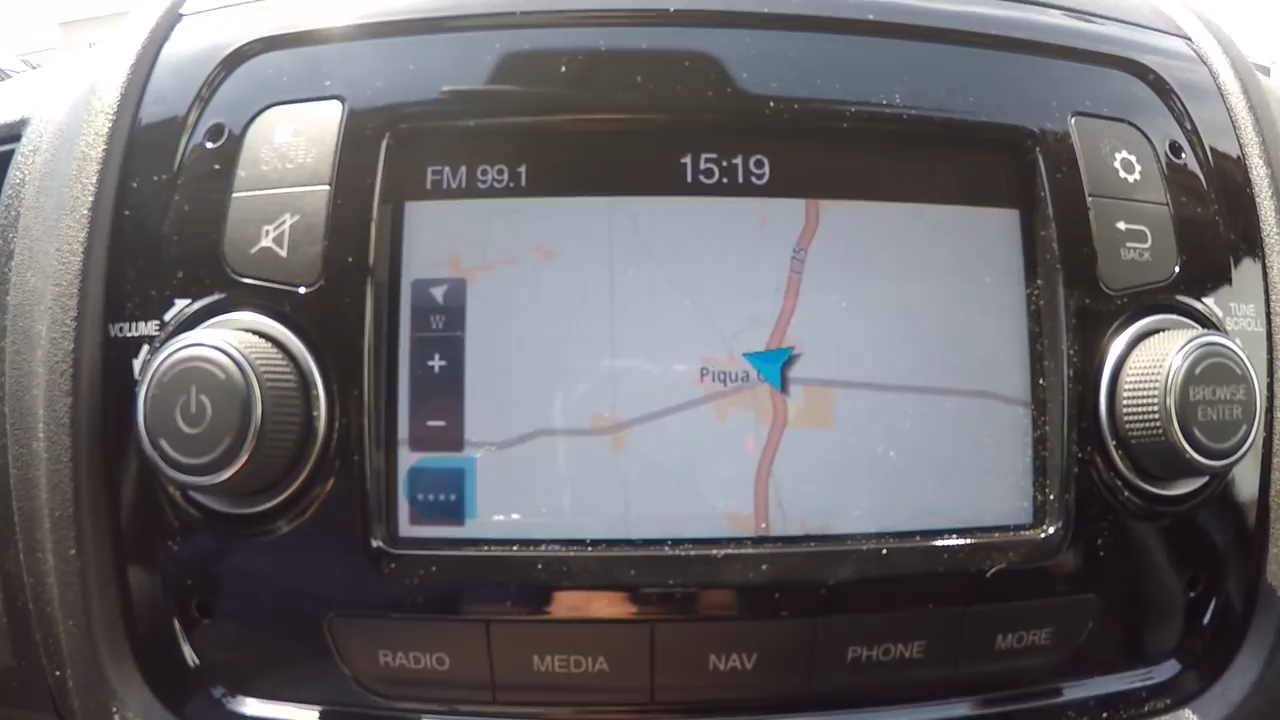 FM 99.1
15:19
I 75
BACK
VOLUME
TUNE
SCROLL
W
+
Piqua
BROWSE
ENTER
−
RADIO
MEDIA
NAV
PHONE
MORE